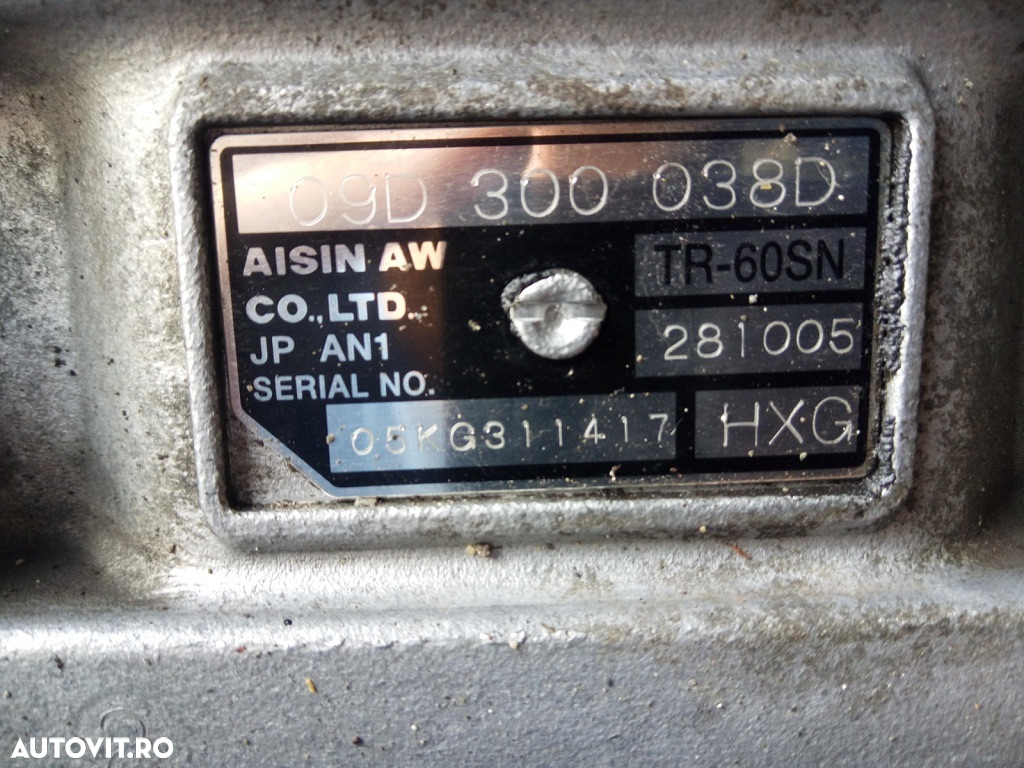 09D 300 038D
AISIN AW
CO.,LTD.
TR-60SN
JP AN1
281005
SERIAL NO.
05KG311417
HXG
AUTOVIT.RO